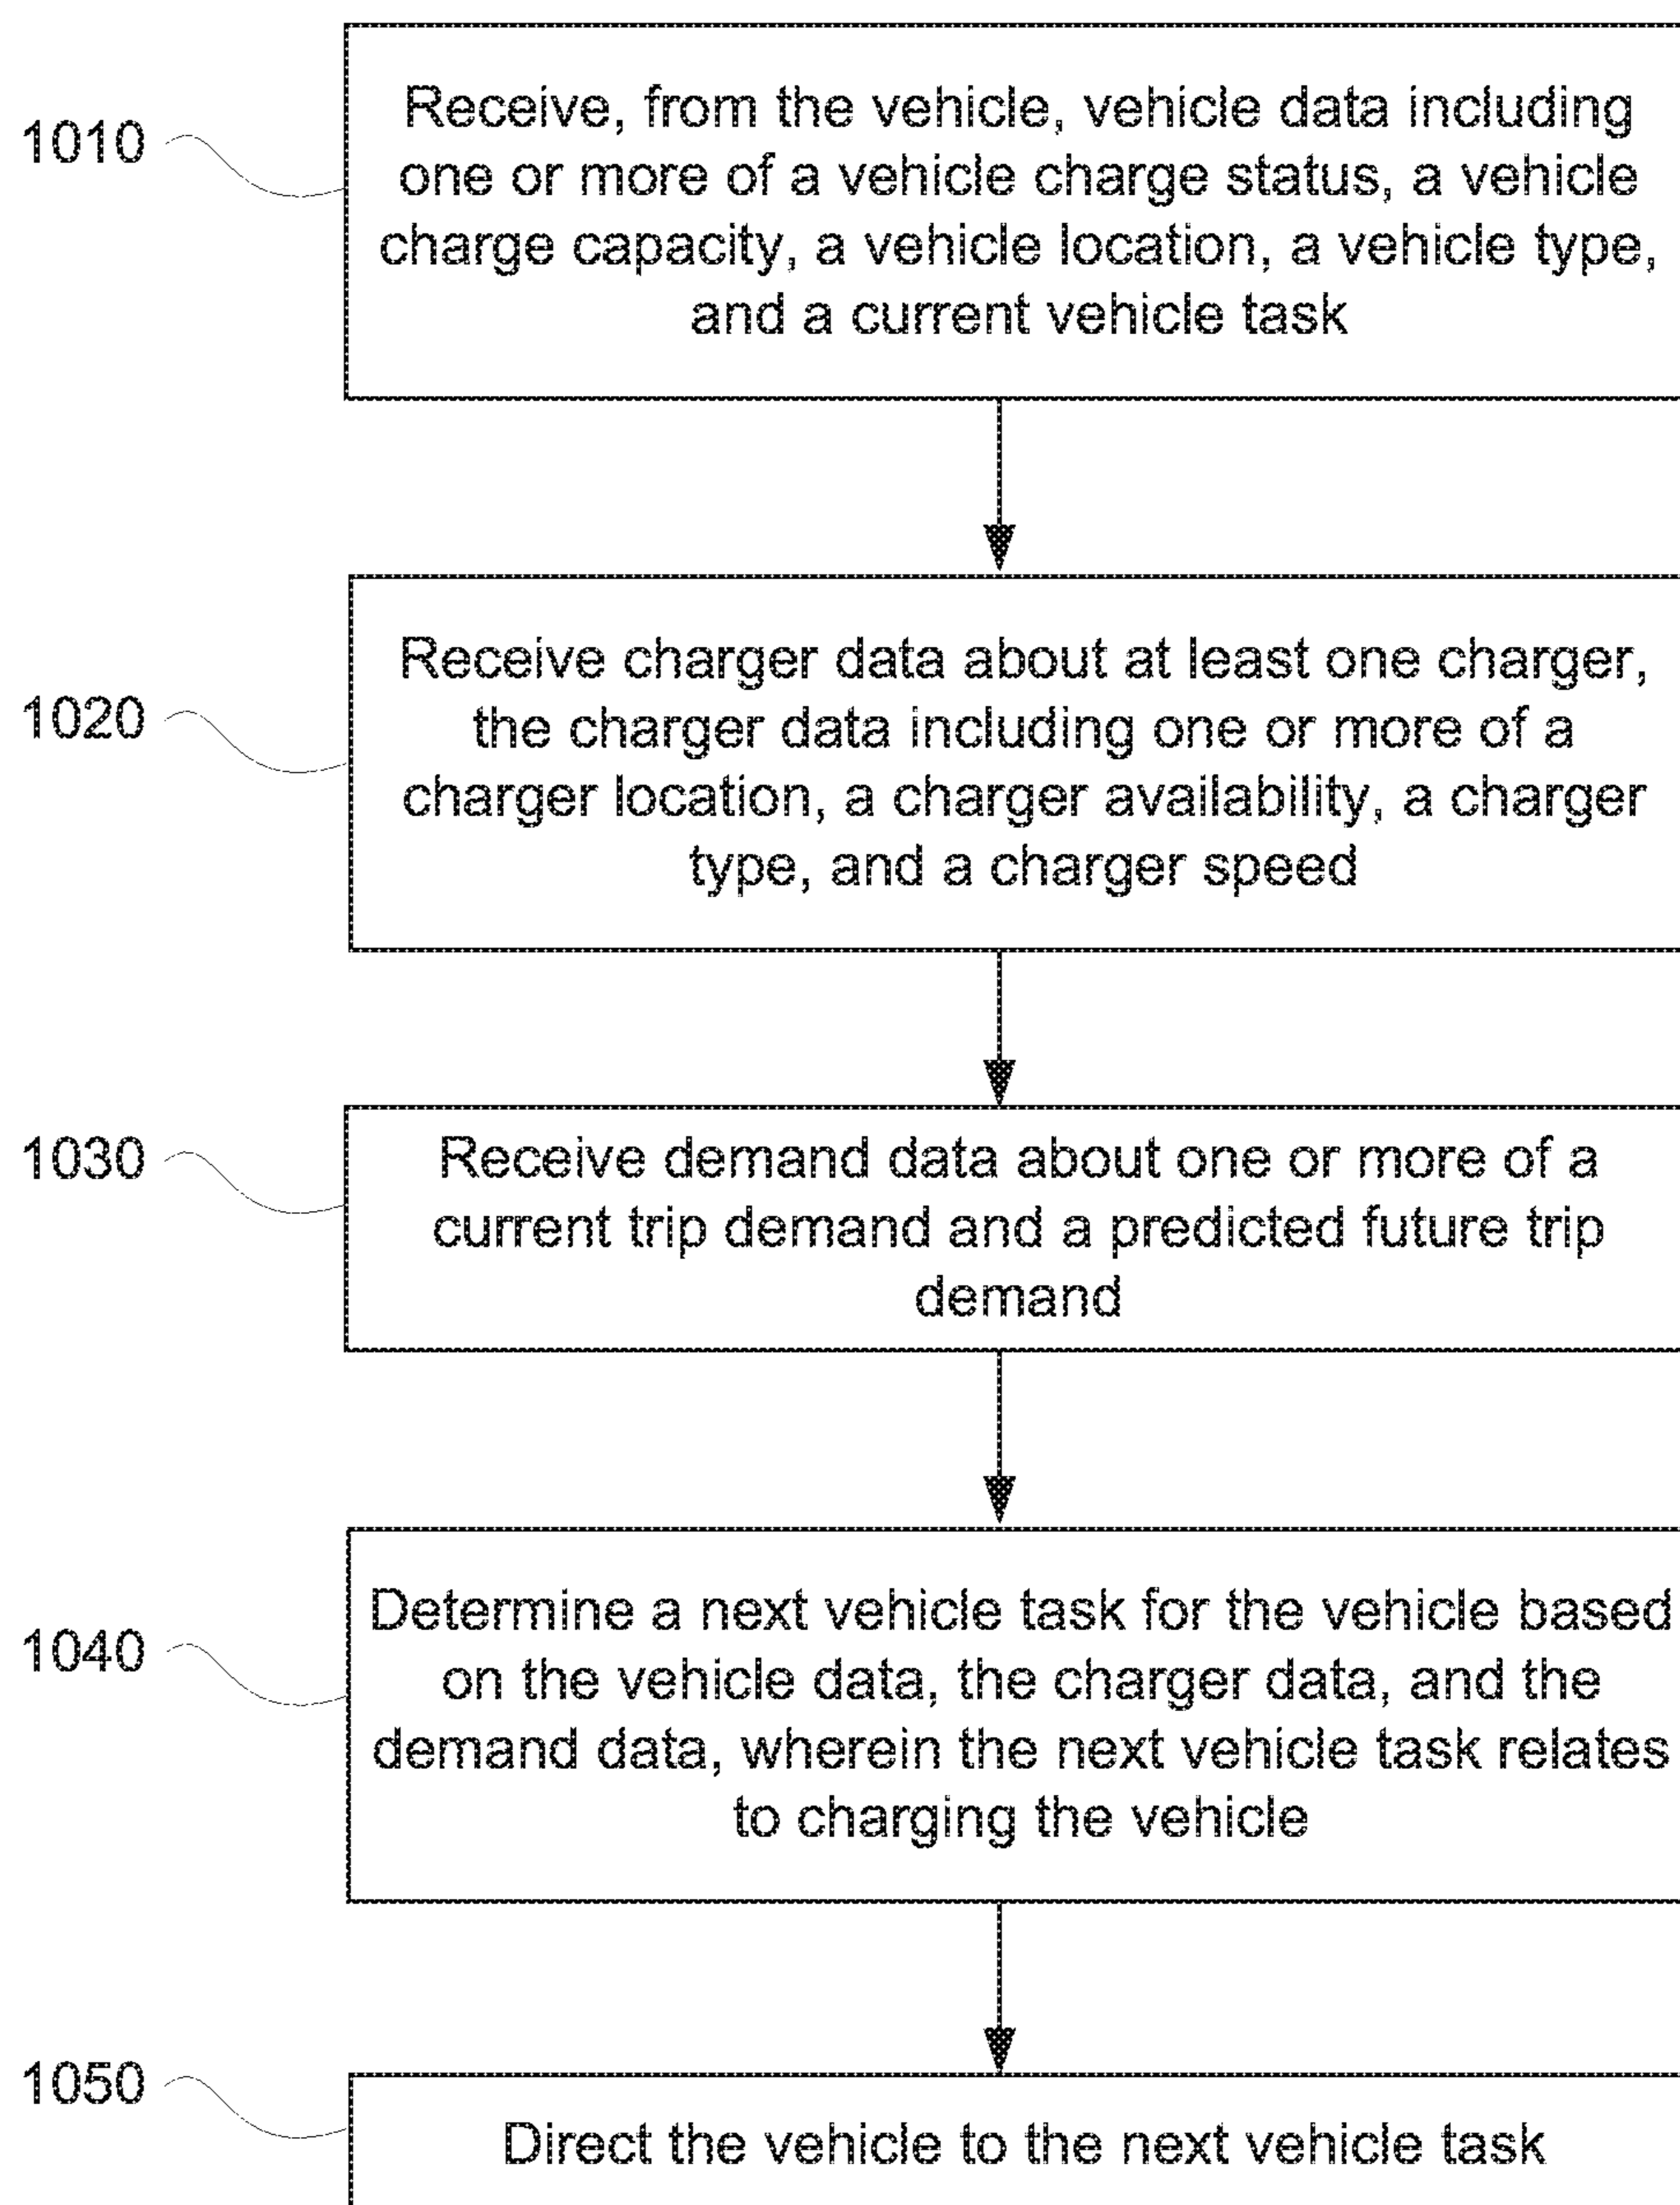 1010
Receive, from the vehicle, vehicle data including
one or more of a vehicle charge status, a vehicle
charge capacity, a vehicle location, a vehicle type,
and a current vehicle task
1020
Receive charger data about at least one charger,
the charger data including one or more of a
charger location, a charger availability, a charger
type, and a charger speed
1030
Receive demand data about one or more of a
current trip demand and a predicted future trip
demand
1040
Determine a next vehicle task for the vehicle based
on the vehicle data, the charger data, and the
demand data, wherein the next vehicle task relates
to charging the vehicle
1050
Direct the vehicle to the next vehicle task